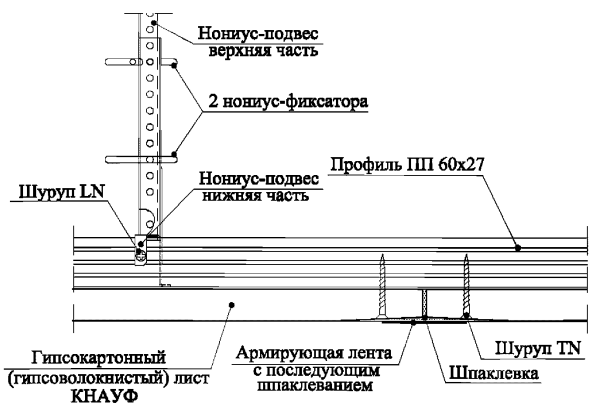 Нониус-подвес
верхняя часть
2 нониус-фиксатора
Профиль ПП 60х27
Шуруп LN
Нониус-подвес
нижняя часть
Гипсокартонный
(гипсоволокнистый) лист
КНАУФ
Армирующая лента
с последующим
шпаклеванием
Шпаклевка
Шуруп TN